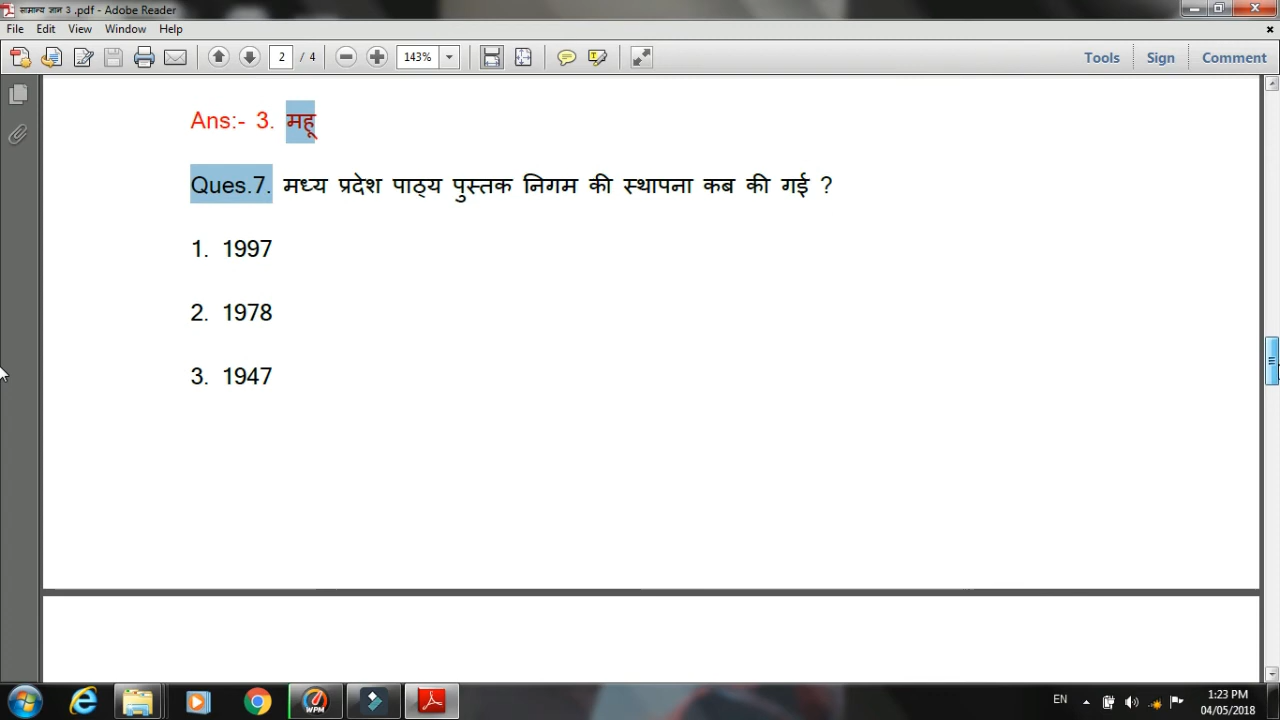 सामान्य ज्ञान 3 .pdf - Adobe Reader
File Edit View Window Help
2 / 4 143% Tools Sign Comment
Ans:- 3. महू
Ques.7. मध्य प्रदेश पाठ्य पुस्तक निगम की स्थापना कब की गई ?
1. 1997
2. 1978
3. 1947
WPM
EN 1:23 PM
04/05/2018